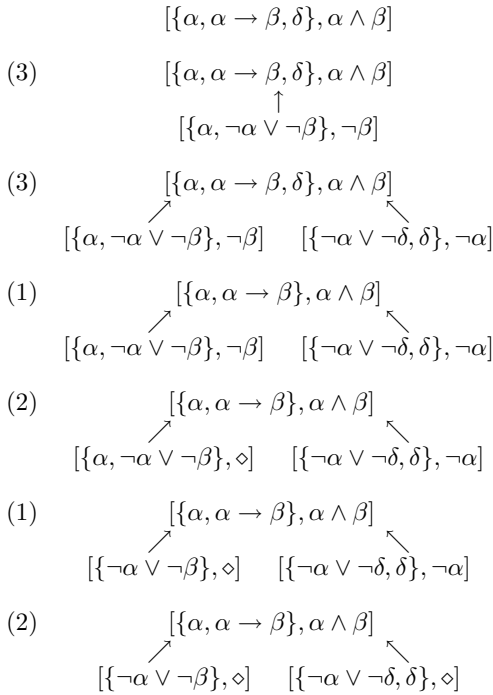 [{α, α → β, δ}, α ∧ β]
(3) [{α, α → β, δ}, α ∧ β]
↑
[{α, ¬α ∨ ¬β}, ¬β]
(3) [{α, α → β, δ}, α ∧ β]
↗ ↖
[{α, ¬α ∨ ¬β}, ¬β] [{¬α ∨ ¬δ, δ}, ¬α]
(1) [{α, α → β}, α ∧ β]
↗ ↖
[{α, ¬α ∨ ¬β}, ¬β] [{¬α ∨ ¬δ, δ}, ¬α]
(2) [{α, α → β}, α ∧ β]
↗ ↖
[{α, ¬α ∨ ¬β}, ⋄] [{¬α ∨ ¬δ, δ}, ¬α]
(1) [{α, α → β}, α ∧ β]
↗ ↖
[{¬α ∨ ¬β}, ⋄] [{¬α ∨ ¬δ, δ}, ¬α]
(2) [{α, α → β}, α ∧ β]
↗ ↖
[{¬α ∨ ¬β}, ⋄] [{¬α ∨ ¬δ, δ}, ⋄]